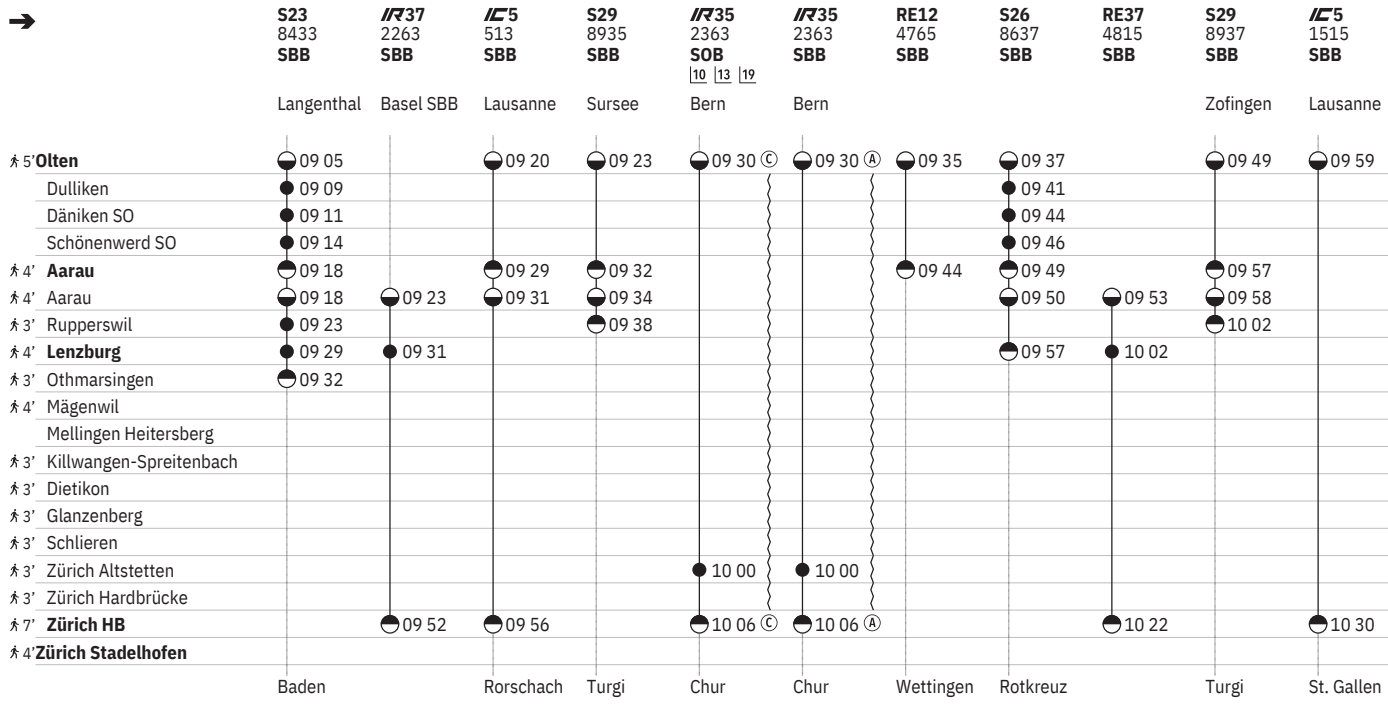 ➔ S23 IR37 IC5 S29 IR35 IR35 RE12 S26 RE37 S29 IC5
8433 2263 513 8935 2363 2363 4765 8637 4815 8937 1515
SBB SBB SBB SBB SOB SBB SBB SBB SBB SBB SBB
10 13 19
Langenthal Basel SBB Lausanne Sursee Bern Bern Zofingen Lausanne
5’ Olten 09 05 09 20 09 23 09 30 Ⓒ 09 30 Ⓐ 09 35 09 37 09 49 09 59
Dulliken 09 09 09 41
Däniken SO 09 11 09 44
Schönenwerd SO 09 14 09 46
4’ Aarau 09 18 09 29 09 32 09 44 09 49 09 57
4’ Aarau 09 18 09 23 09 31 09 34 09 50 09 53 09 58
3’ Rupperswil 09 23 09 38 10 02
4’ Lenzburg 09 29 09 31 09 57 10 02
3’ Othmarsingen 09 32
4’ Mägenwil
Mellingen Heitersberg
3’ Killwangen-Spreitenbach
3’ Dietikon
3’ Glanzenberg
3’ Schlieren
3’ Zürich Altstetten 10 00 10 00
3’ Zürich Hardbrücke
7’ Zürich HB 09 52 09 56 10 06 Ⓒ 10 06 Ⓐ 10 22 10 30
4’ Zürich Stadelhofen
Baden Rorschach Turgi Chur Chur Wettingen Rotkreuz Turgi St. Gallen